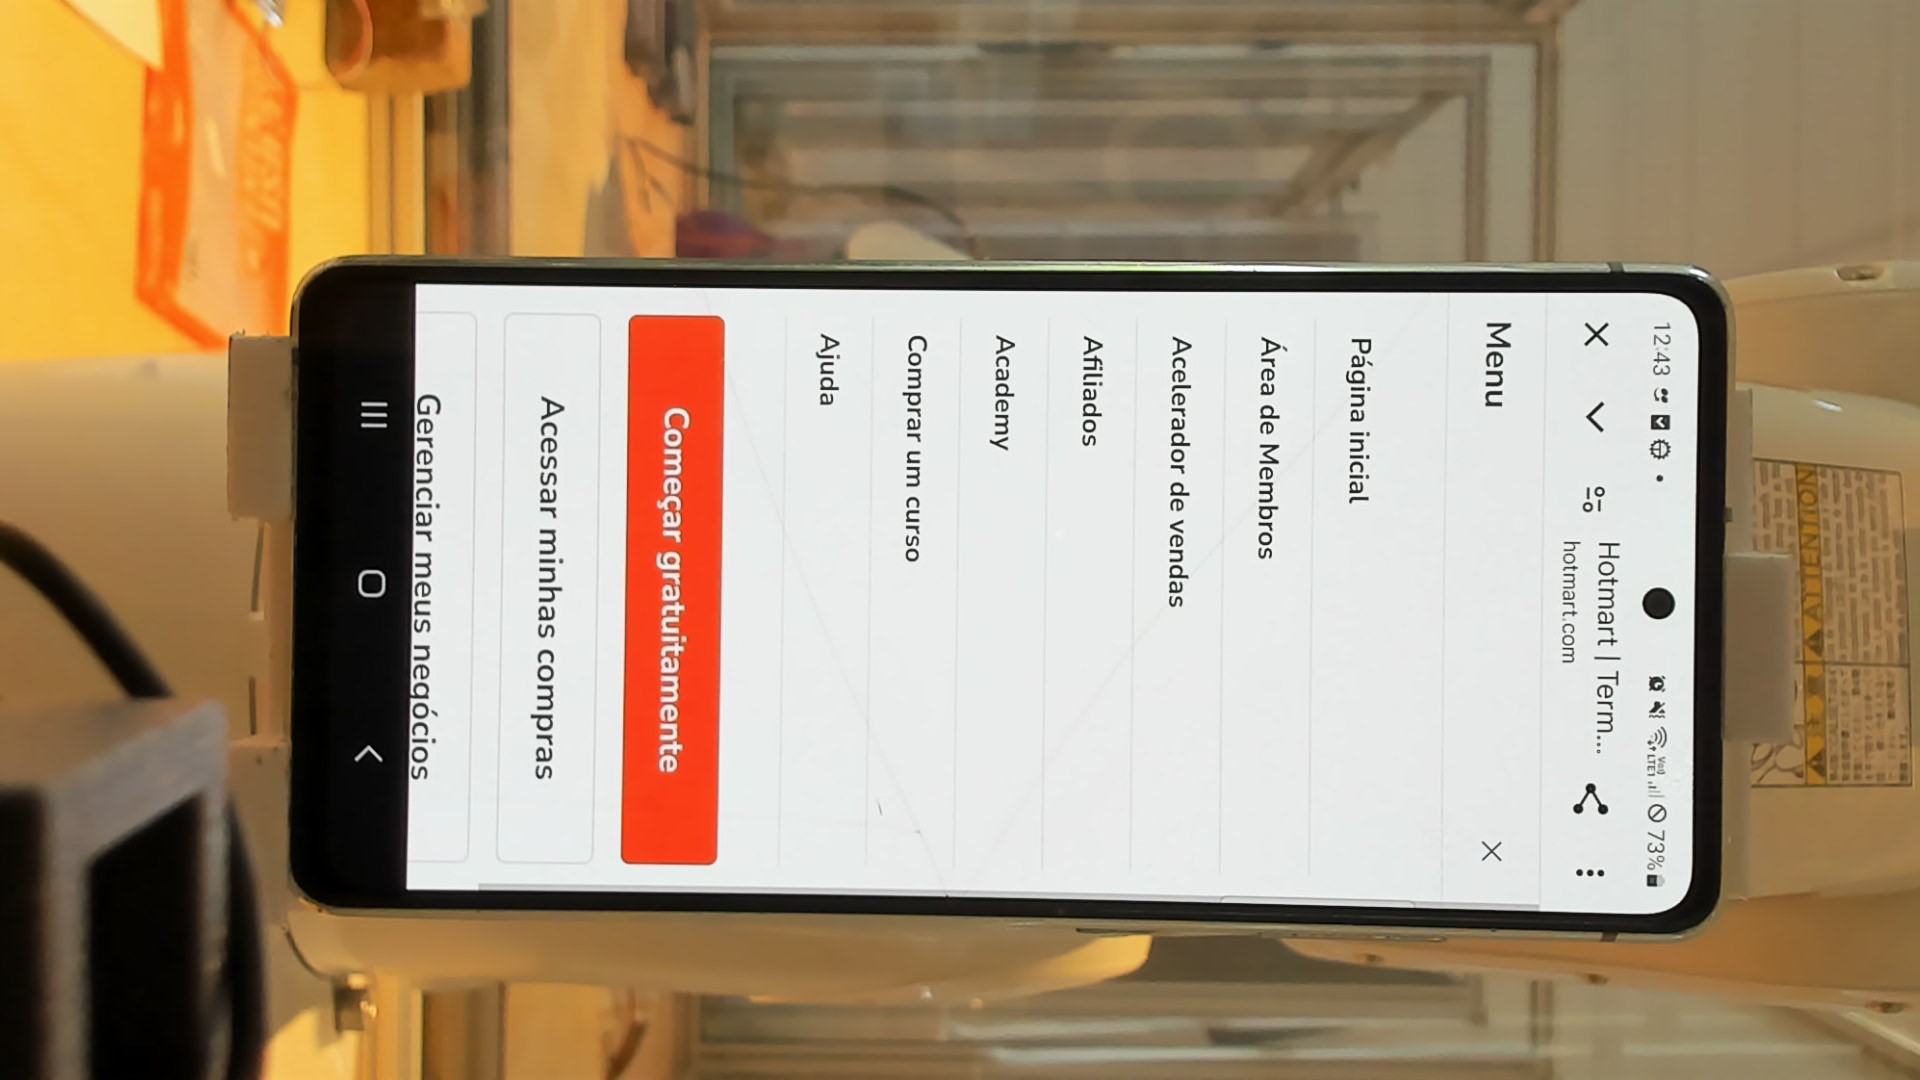 12:43
73%
Hotmart | Term...
hotmart.com
Menu
Página inicial
Área de Membros
Acelerador de vendas
Afiliados
Academy
Comprar um curso
Ajuda
Começar gratuitamente
Acessar minhas compras
Gerenciar meus negócios
ATTENTION